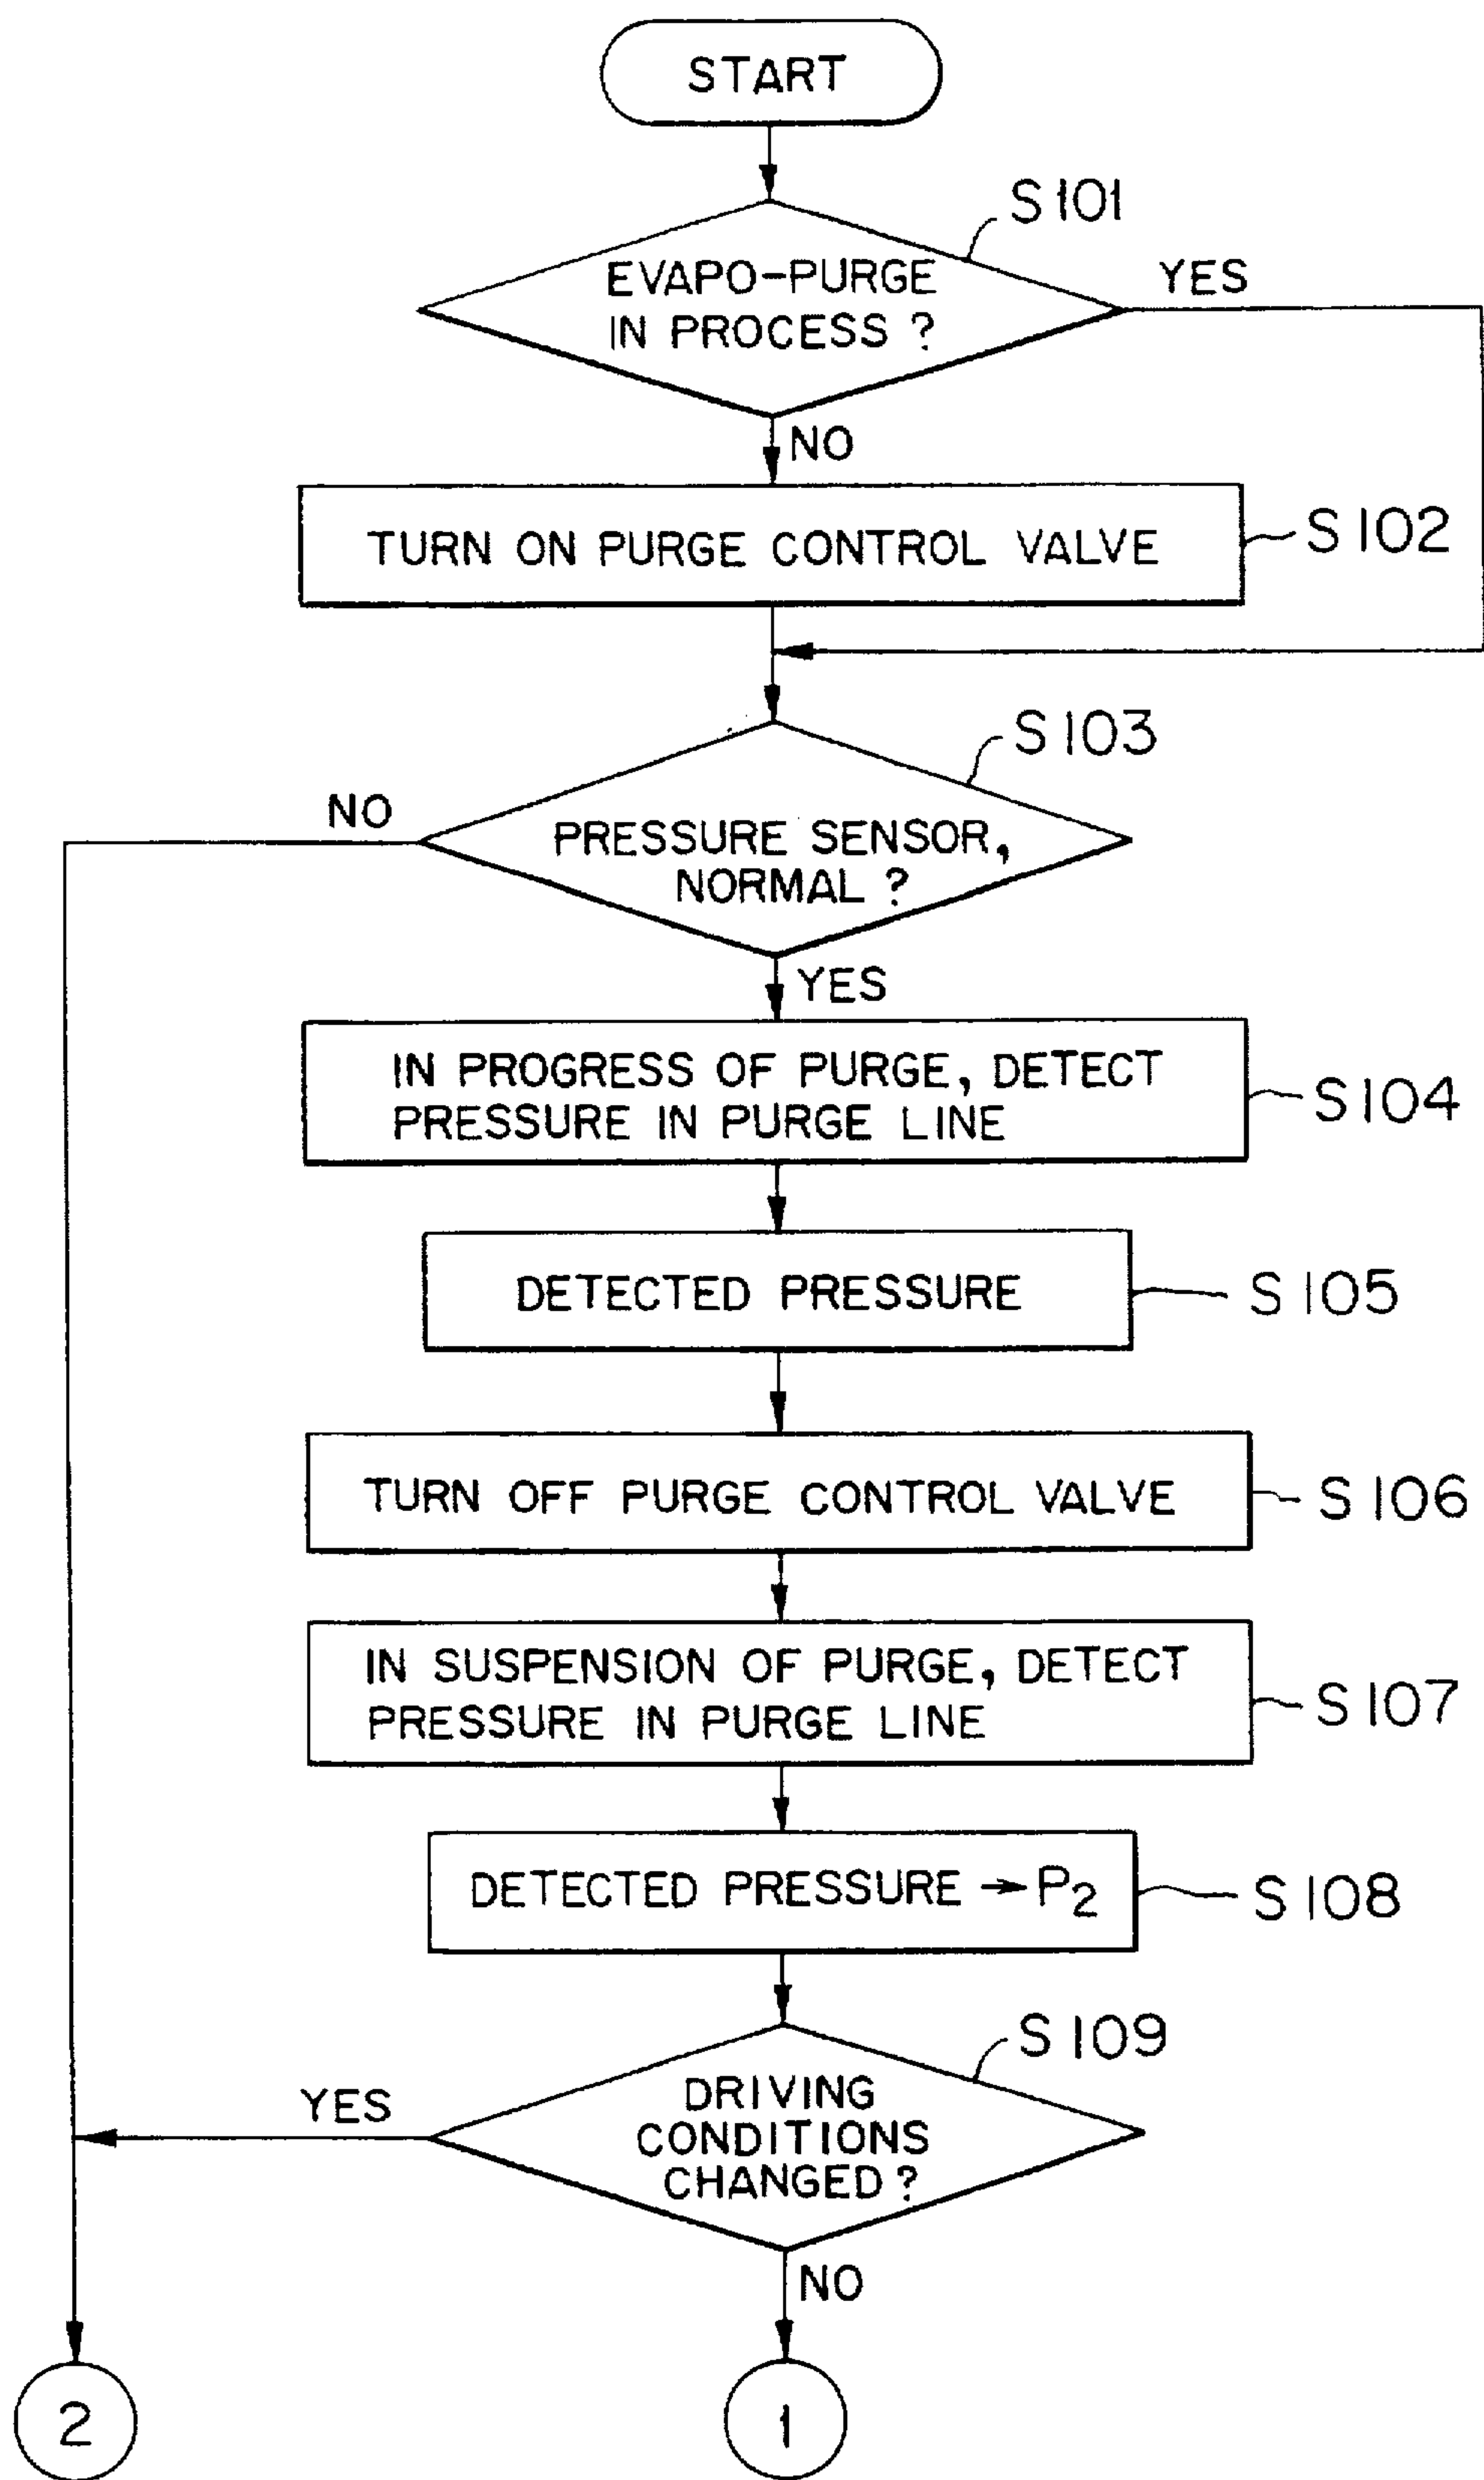 START
S101
EVAPO-PURGE
IN PROCESS ?
YES
NO
TURN ON PURGE CONTROL VALVE
S102
S103
NO
PRESSURE SENSOR,
NORMAL ?
YES
IN PROGRESS OF PURGE, DETECT
PRESSURE IN PURGE LINE
S104
DETECTED PRESSURE
S105
TURN OFF PURGE CONTROL VALVE
S106
IN SUSPENSION OF PURGE, DETECT
PRESSURE IN PURGE LINE
S107
DETECTED PRESSURE → P₂
S108
S109
YES
DRIVING
CONDITIONS
CHANGED ?
NO
2
1